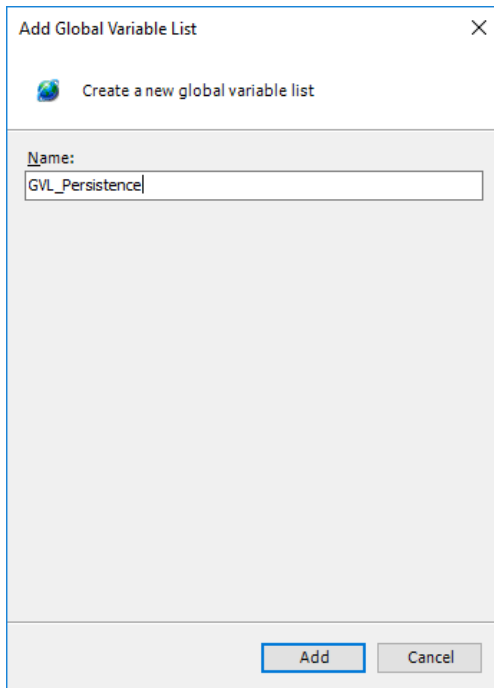 Add Global Variable List
Create a new global variable list
Name:
GVL_Persistence
Add Cancel